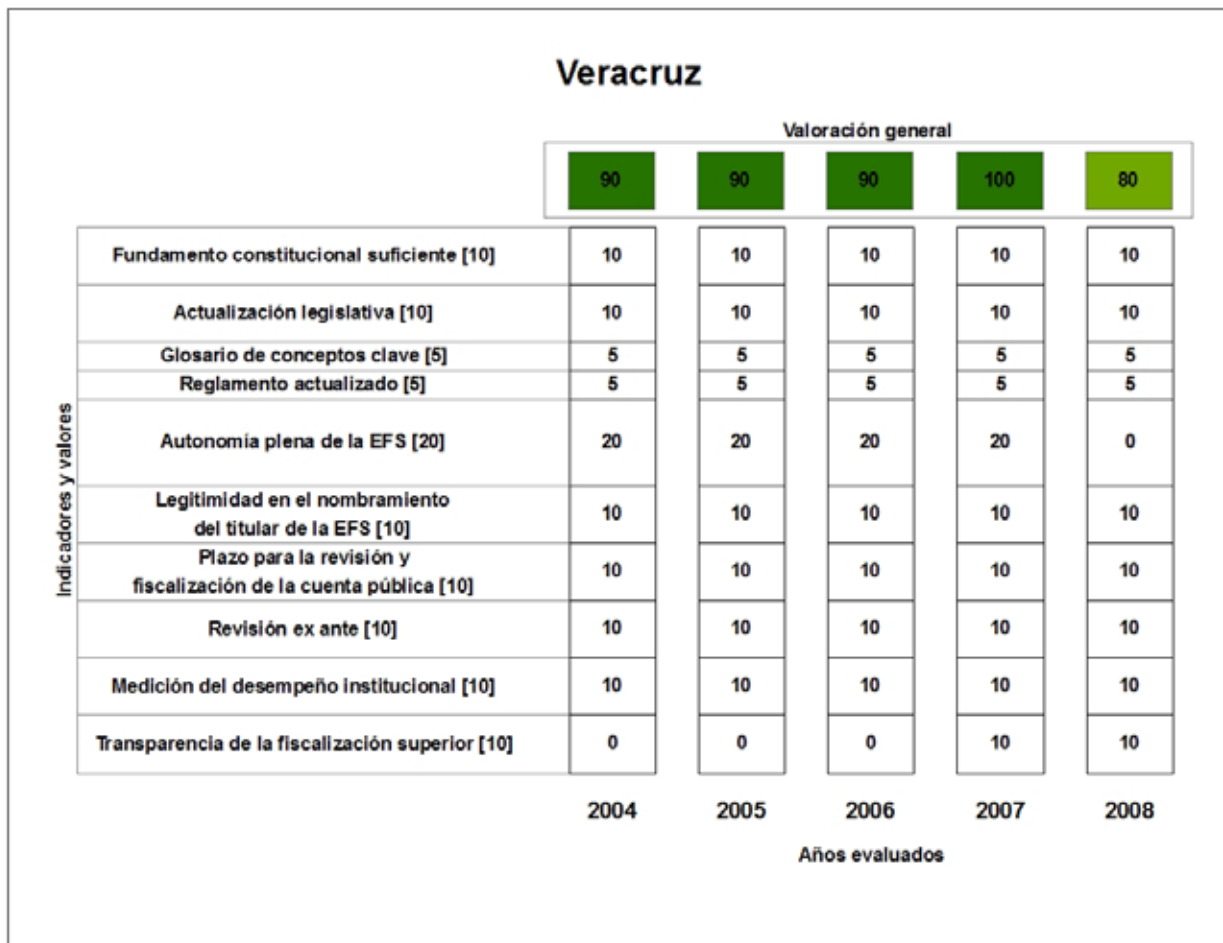 Veracruz
Valoración general
90 90 90 100 80
Fundamento constitucional suficiente [10] 10 10 10 10 10
Actualización legislativa [10] 10 10 10 10 10
Glosario de conceptos clave [5] 5 5 5 5 5
Reglamento actualizado [5] 5 5 5 5 5
Autonomía plena de la EFS [20] 20 20 20 20 0
Legitimidad en el nombramiento
del titular de la EFS [10] 10 10 10 10 10
Plazo para la revisión y
fiscalización de la cuenta pública [10] 10 10 10 10 10
Revisión ex ante [10] 10 10 10 10 10
Medición del desempeño institucional [10] 10 10 10 10 10
Transparencia de la fiscalización superior [10] 0 0 0 10 10
Indicadores y valores
2004 2005 2006 2007 2008
Años evaluados